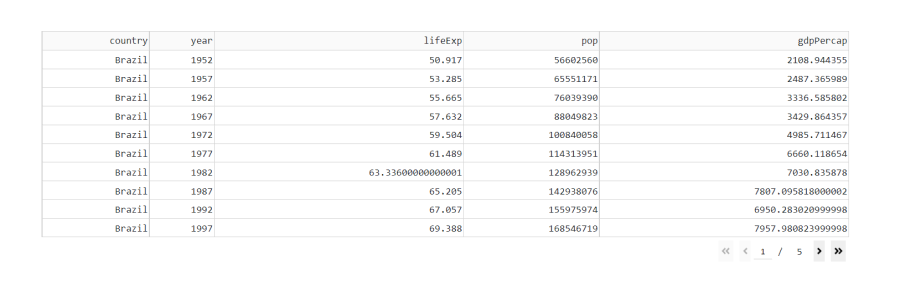 country year lifeExp pop gdpPercap
Brazil 1952 50.917 56602560 2108.944355
Brazil 1957 53.285 65551171 2487.365989
Brazil 1962 55.665 76039390 3336.585802
Brazil 1967 57.632 88049823 3429.864357
Brazil 1972 59.504 100840058 4985.711467
Brazil 1977 61.489 114313951 6660.118654
Brazil 1982 63.33600000000001 128962939 7030.835878
Brazil 1987 65.205 142938076 7807.095818000002
Brazil 1992 67.057 155975974 6950.283020999998
Brazil 1997 69.388 168546719 7957.980823999998
« ‹ 1 / 5 › »